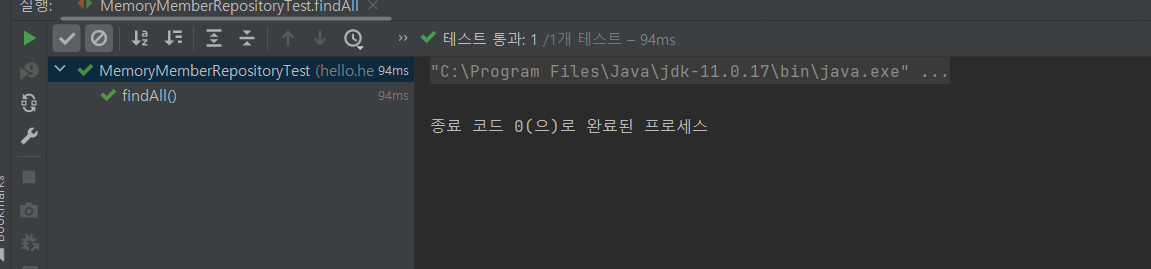 실행: MemoryMemberRepositoryTest.findAll
테스트 통과: 1 /1개 테스트 – 94ms
MemoryMemberRepositoryTest (hello.he 94ms
findAll() 94ms
"C:\Program Files\Java\jdk-11.0.17\bin\java.exe" ...
종료 코드 0(으)로 완료된 프로세스
Bookmarks